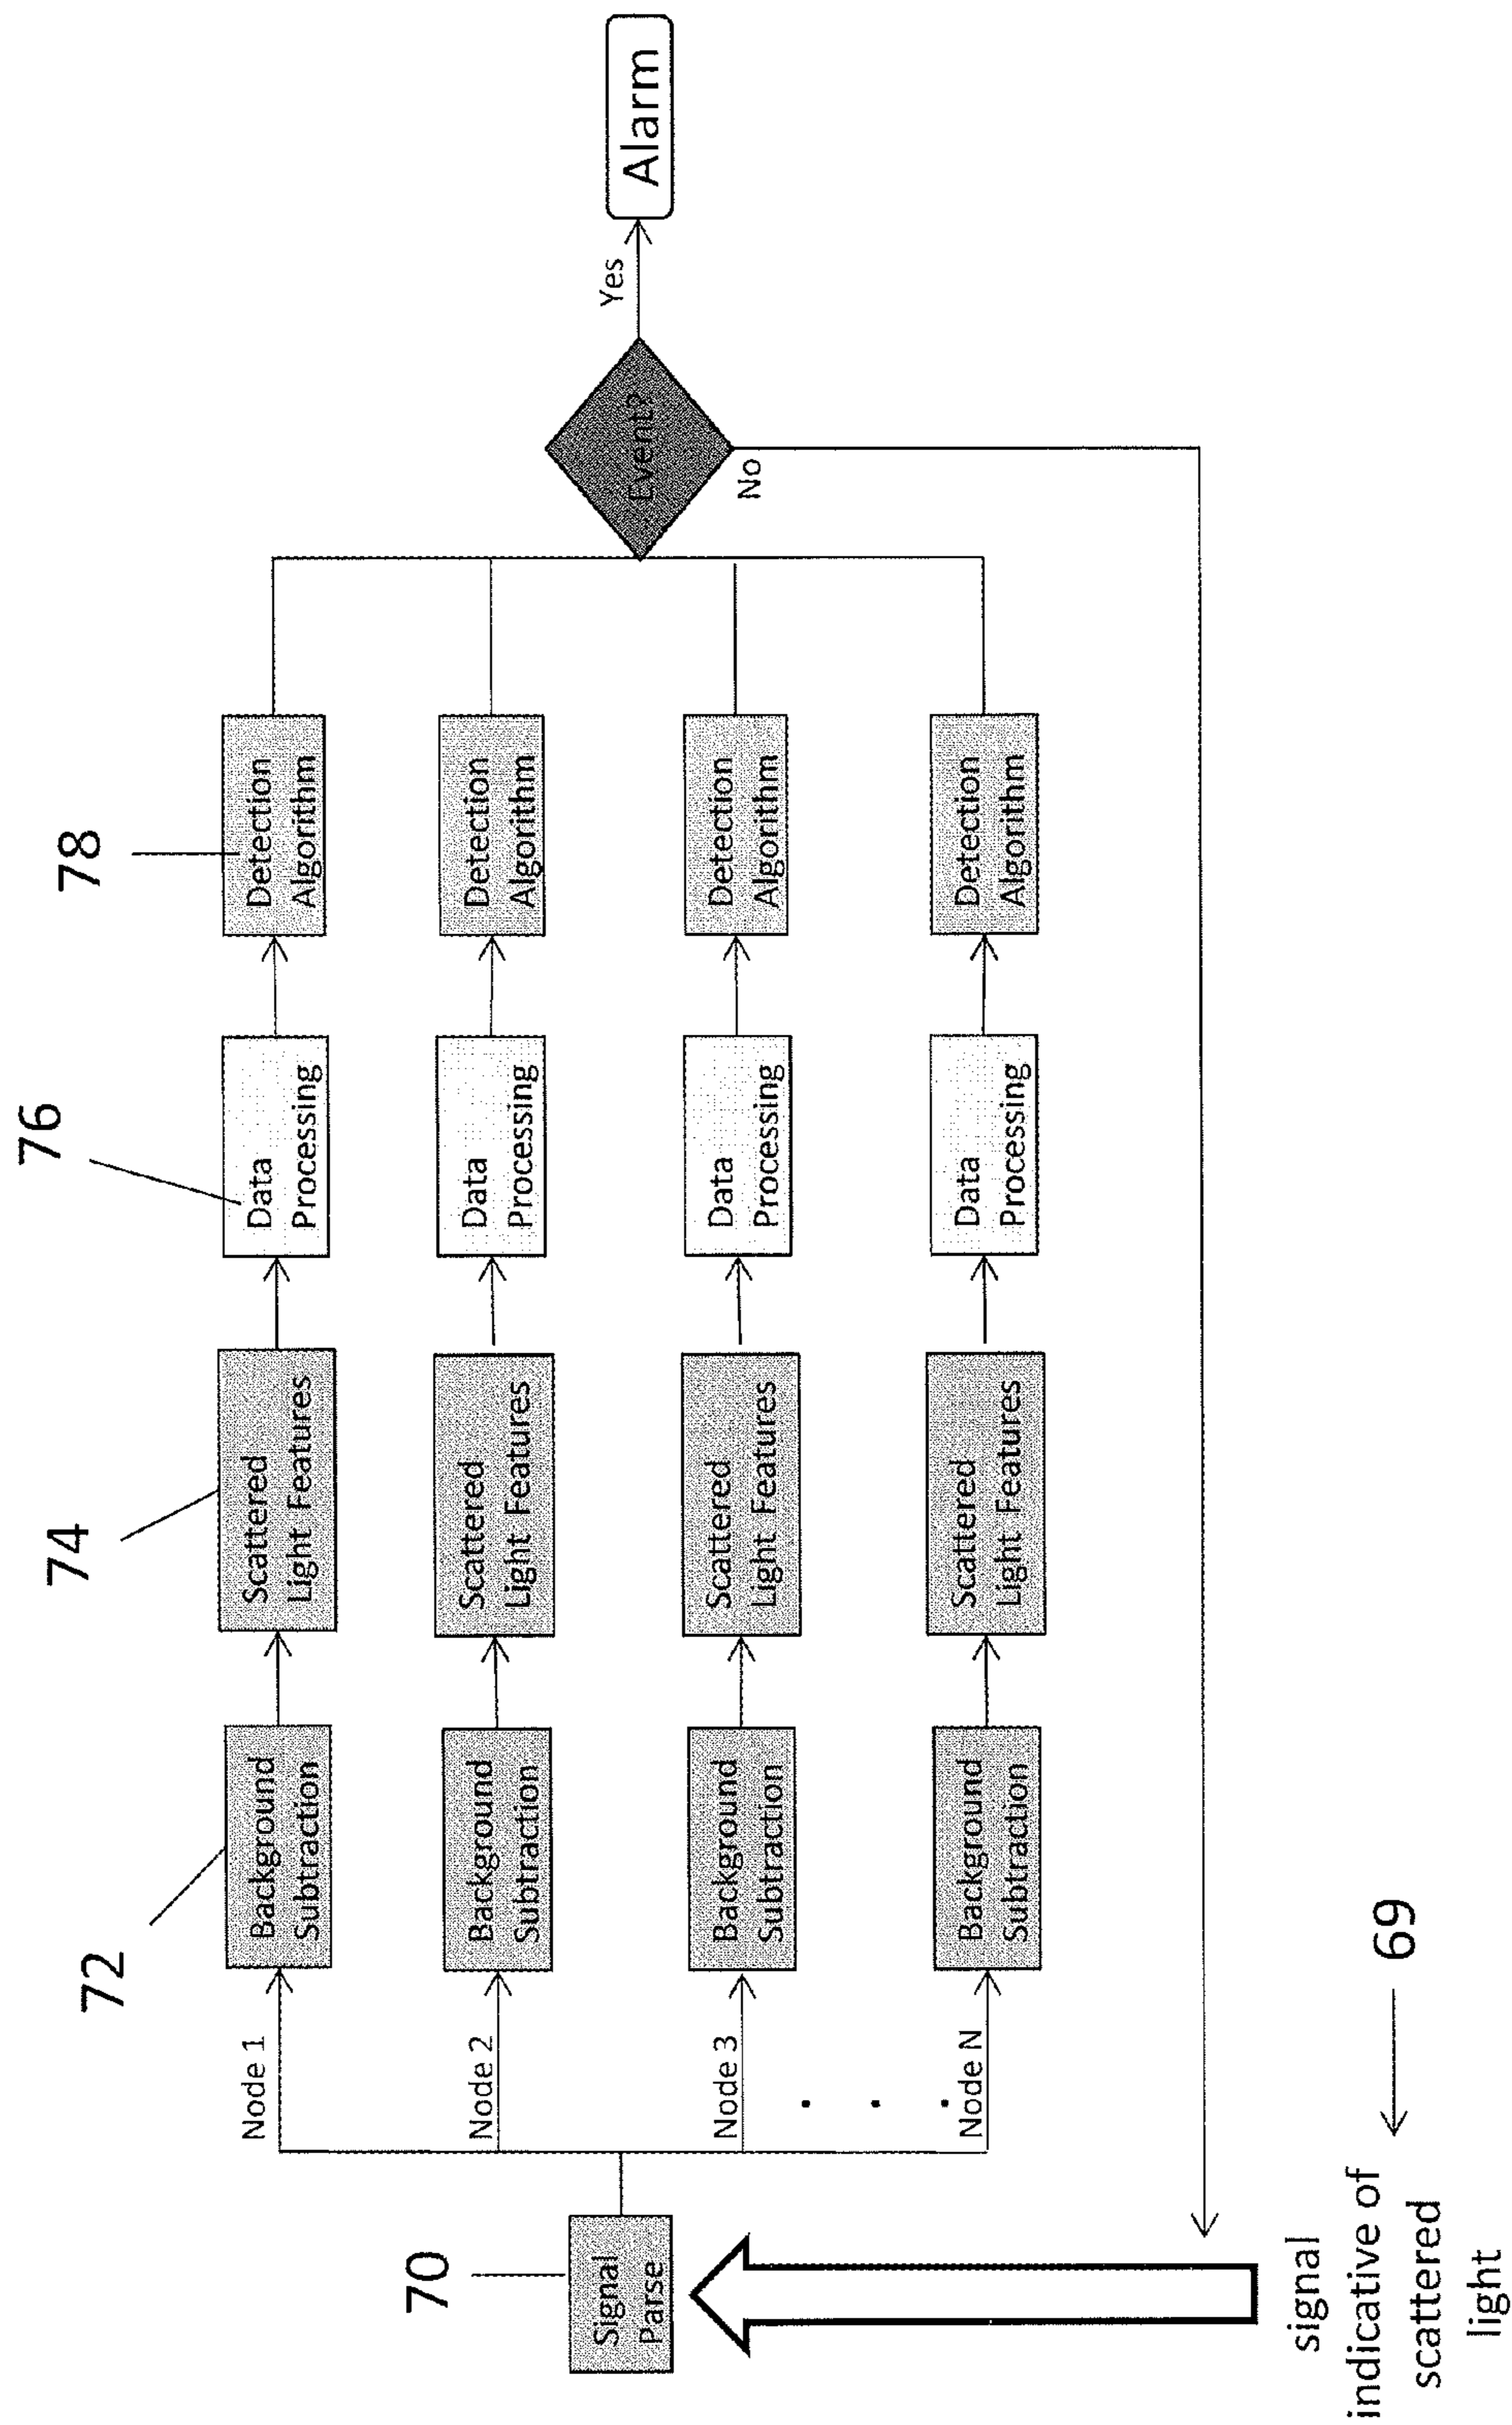 72
74
76
78
Node 1
Background
Subtraction
Scattered
Light Features
Data
Processing
Detection
Algorithm
70
Node 2
Background
Subtraction
Scattered
Light Features
Data
Processing
Detection
Algorithm
Signal
Parse
Event?
Yes
Alarm
No
Node 3
Background
Subtraction
Scattered
Light Features
Data
Processing
Detection
Algorithm
Node N
Background
Subtraction
Scattered
Light Features
Data
Processing
Detection
Algorithm
signal
indicative of
scattered
light
69